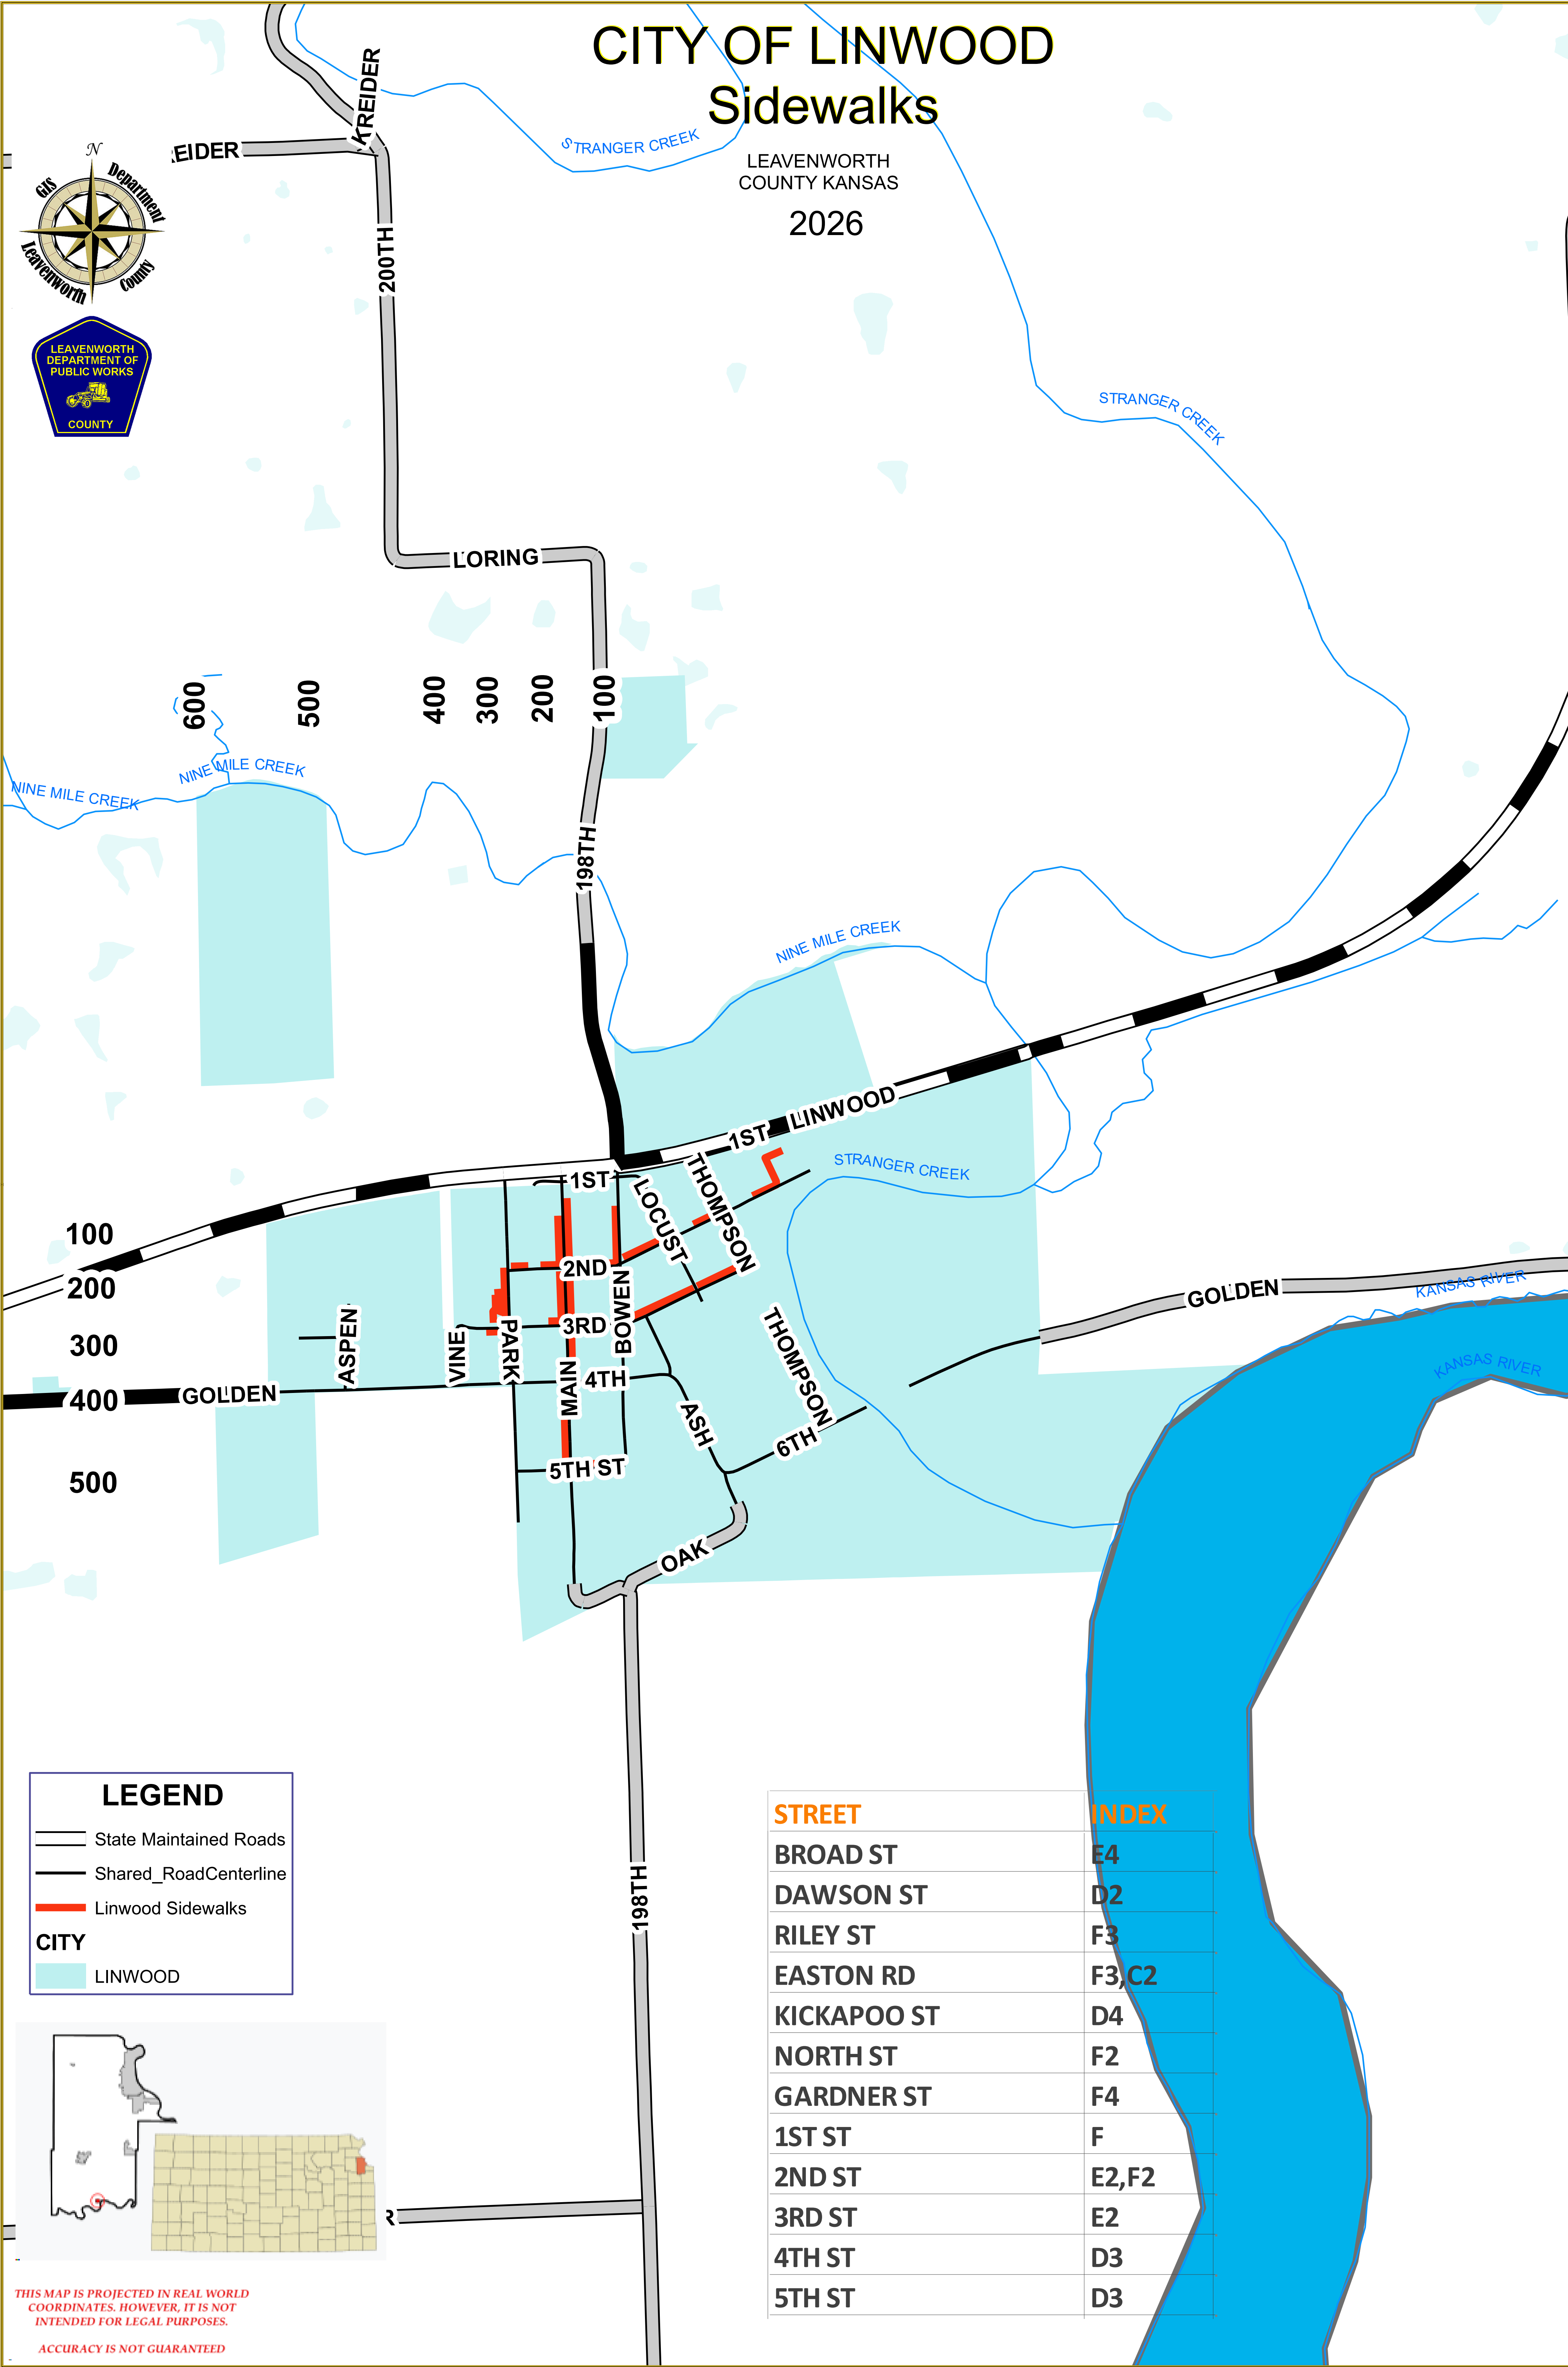 CITY OF LINWOOD
Sidewalks
LEAVENWORTH
COUNTY KANSAS
2026
KREIDER
EIDER
N
GIS
Department
Leavenworth
County
LEAVENWORTH
DEPARTMENT OF
PUBLIC WORKS
COUNTY
STRANGER CREEK
200TH
STRANGER CREEK
LORING
600
500
400
300
200
100
NINE MILE CREEK
NINE MILE CREEK
198TH
NINE MILE CREEK
LINWOOD
1ST
STRANGER CREEK
1ST
LOCUST
THOMPSON
100
200
300
400
500
2ND
BOWEN
3RD
ASPEN
VINE
PARK
MAIN
4TH
GOLDEN
ASH
THOMPSON
6TH
5TH ST
OAK
GOLDEN
KANSAS RIVER
KANSAS RIVER
198TH
LEGEND
State Maintained Roads
Shared_RoadCenterline
Linwood Sidewalks
CITY
LINWOOD
R
STREET INDEX
BROAD ST E4
DAWSON ST D2
RILEY ST F3
EASTON RD F3,C2
KICKAPOO ST D4
NORTH ST F2
GARDNER ST F4
1ST ST F
2ND ST E2,F2
3RD ST E2
4TH ST D3
5TH ST D3
THIS MAP IS PROJECTED IN REAL WORLD
COORDINATES. HOWEVER, IT IS NOT
INTENDED FOR LEGAL PURPOSES.
ACCURACY IS NOT GUARANTEED